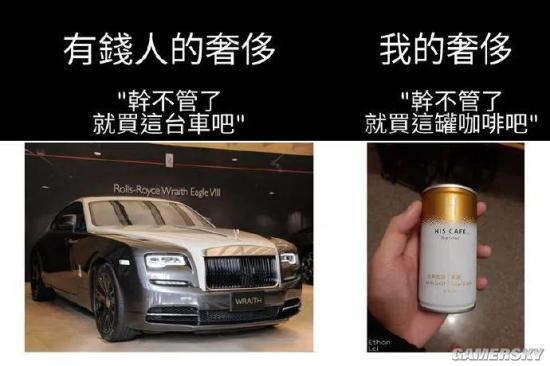 有錢人的奢侈
"幹不管了
就買這台車吧"
我的奢侈
"幹不管了
就買這罐咖啡吧"
Rolls-Royce Wraith Eagle VIII
WRAITH
HIS CAFE.
Ethan
Lei
GAMERSKY